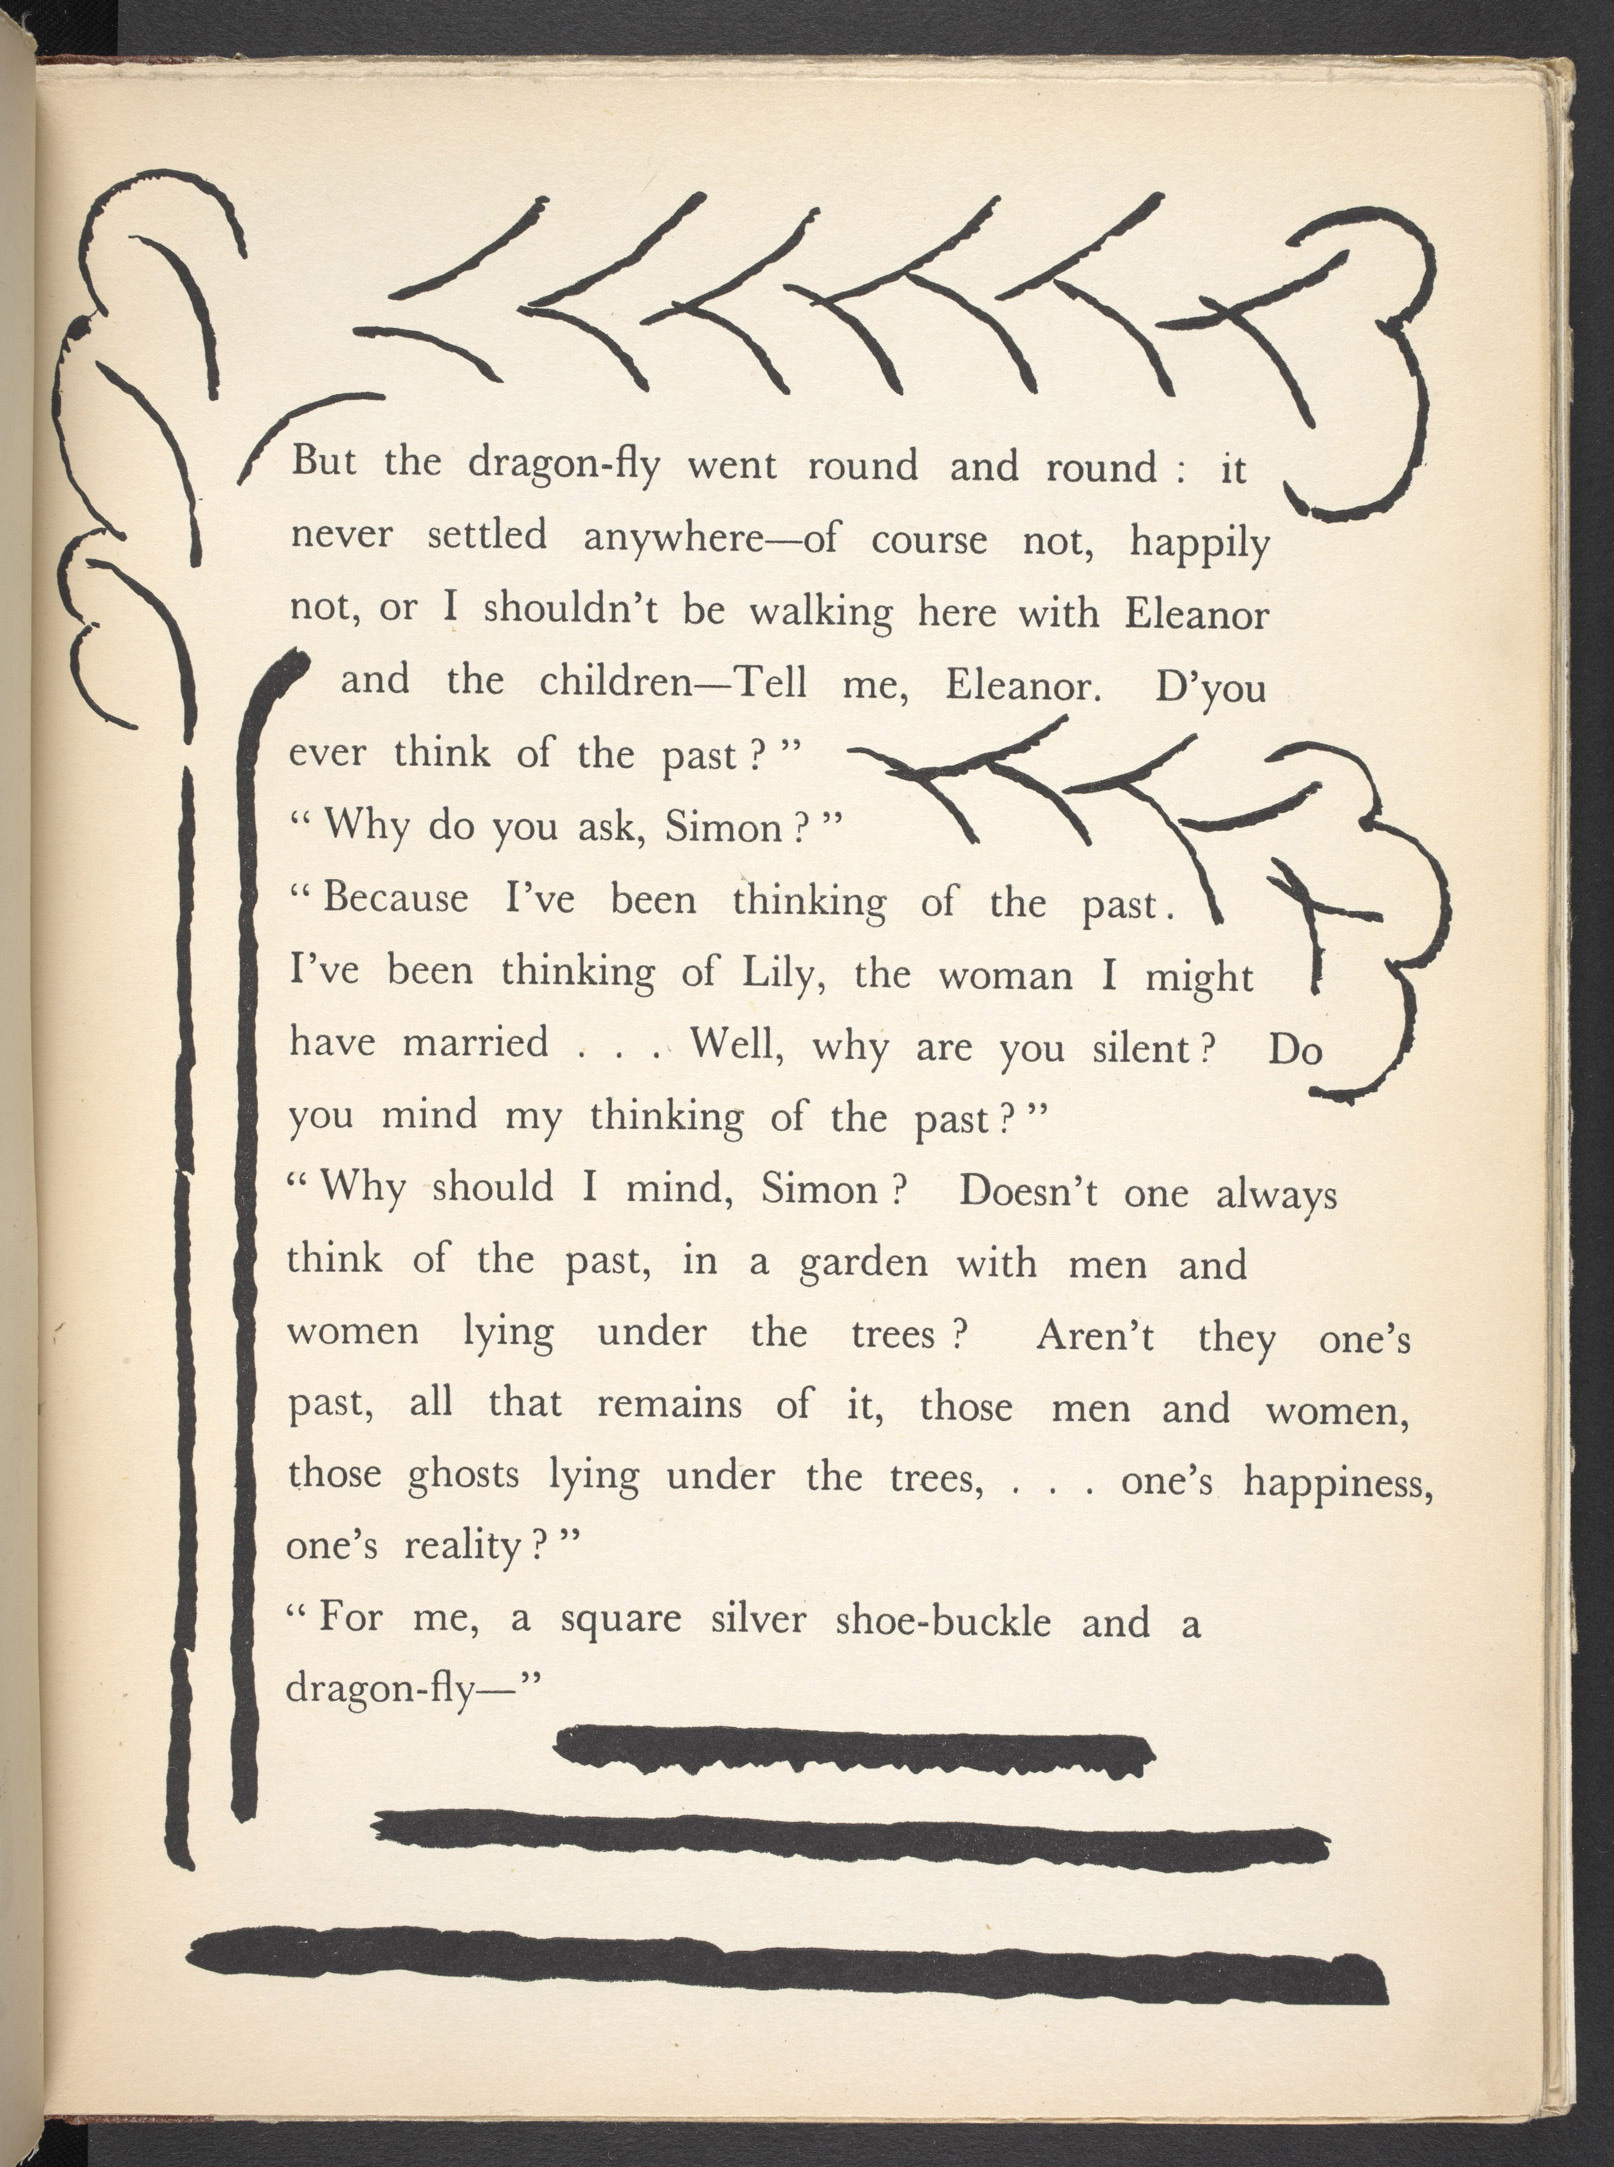 But the dragon-fly went round and round : it
never settled anywhere—of course not, happily
not, or I shouldn't be walking here with Eleanor
and the children—Tell me, Eleanor. D'you
ever think of the past ? ”
“ Why do you ask, Simon ? ”
“ Because I've been thinking of the past.
I've been thinking of Lily, the woman I might
have married . . . Well, why are you silent ? Do
you mind my thinking of the past ? ”
“ Why should I mind, Simon ? Doesn't one always
think of the past, in a garden with men and
women lying under the trees ? Aren't they one's
past, all that remains of it, those men and women,
those ghosts lying under the trees, . . . one's happiness,
one's reality ? ”
“ For me, a square silver shoe-buckle and a
dragon-fly—”